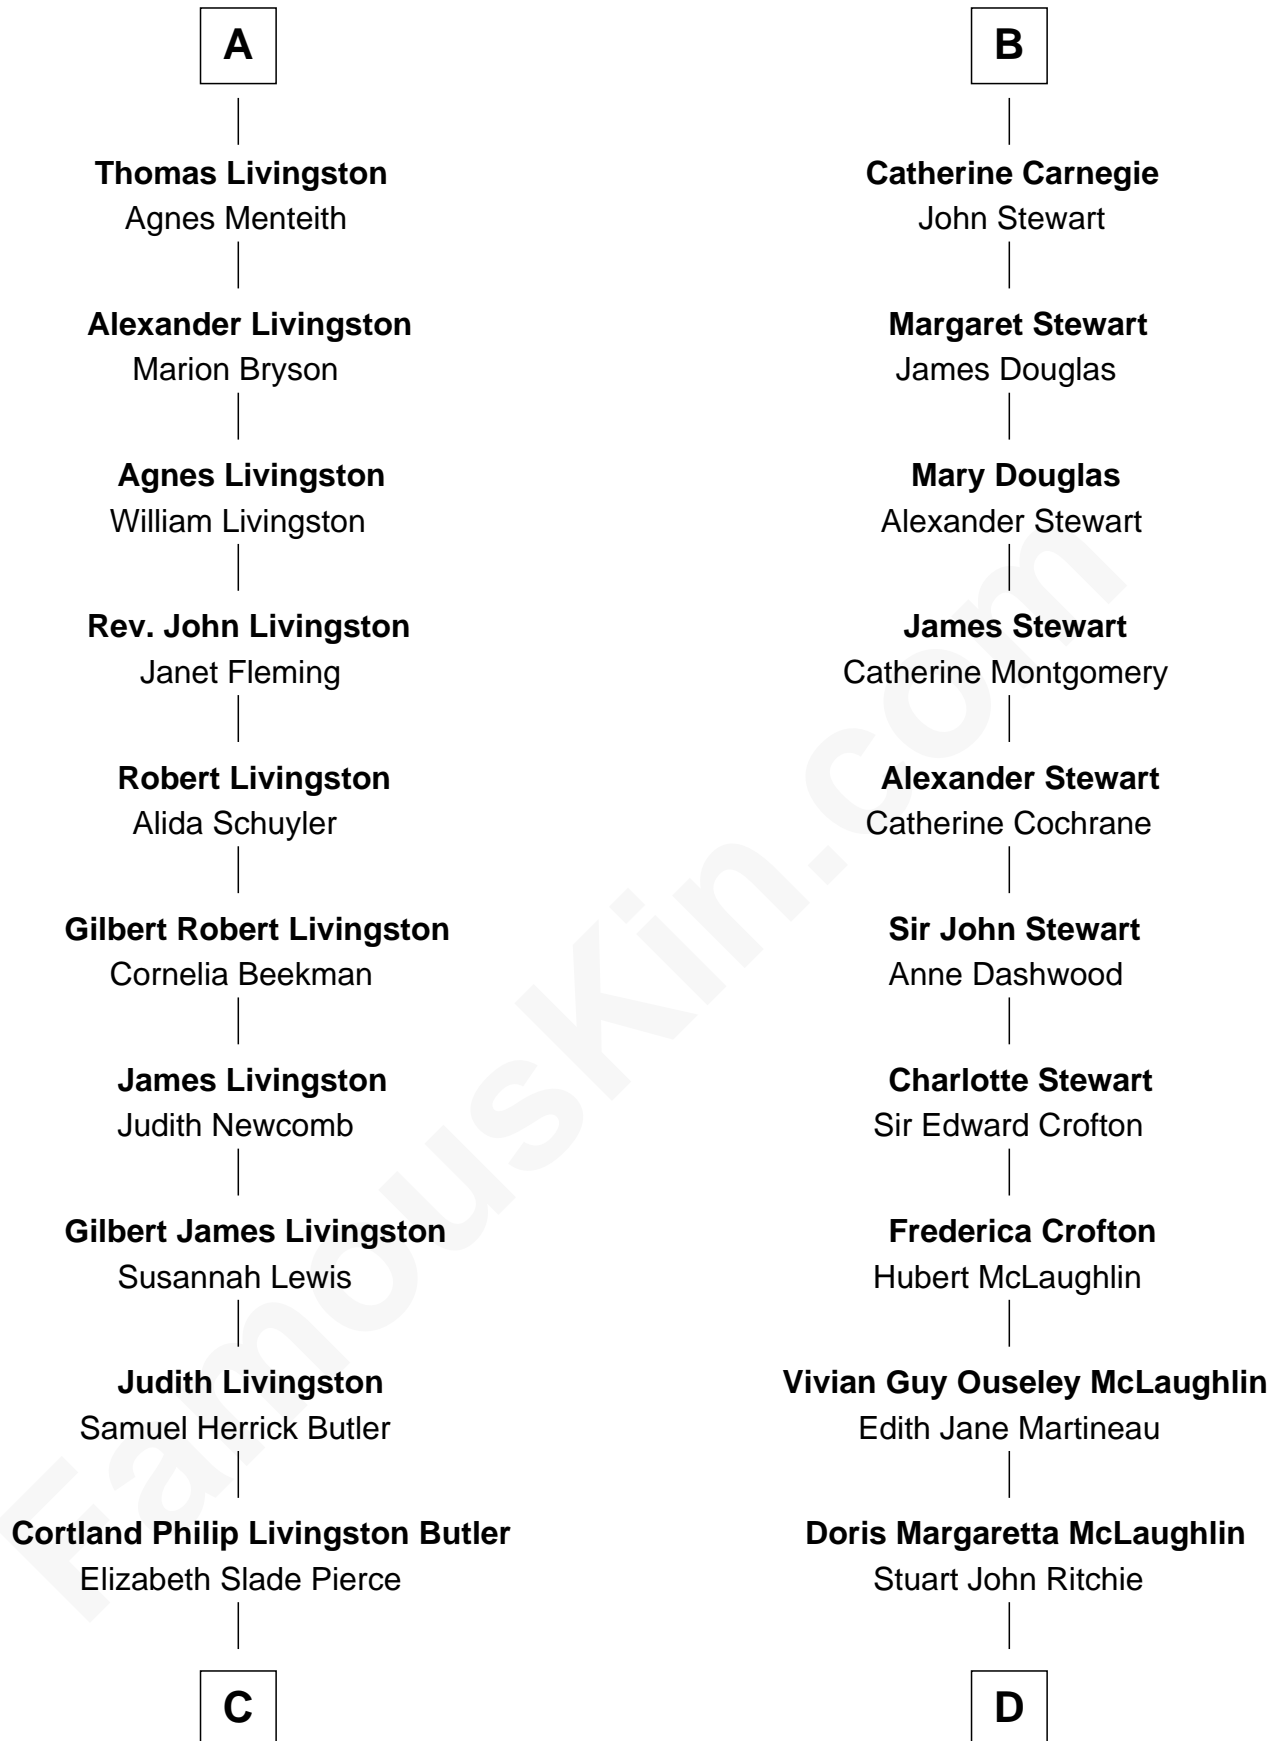 A
Thomas Livingston
Agnes Menteith
Alexander Livingston
Marion Bryson
Agnes Livingston
William Livingston
Rev. John Livingston
Janet Fleming
Robert Livingston
Alida Schuyler
Gilbert Robert Livingston
Cornelia Beekman
James Livingston
Judith Newcomb
Gilbert James Livingston
Susannah Lewis
Judith Livingston
Samuel Herrick Butler
Cortland Philip Livingston Butler
Elizabeth Slade Pierce
C
B
Catherine Carnegie
John Stewart
Margaret Stewart
James Douglas
Mary Douglas
Alexander Stewart
James Stewart
Catherine Montgomery
Alexander Stewart
Catherine Cochrane
Sir John Stewart
Anne Dashwood
Charlotte Stewart
Sir Edward Crofton
Frederica Crofton
Hubert McLaughlin
Vivian Guy Ouseley McLaughlin
Edith Jane Martineau
Doris Margaretta McLaughlin
Stuart John Ritchie
D
FamousKin.com